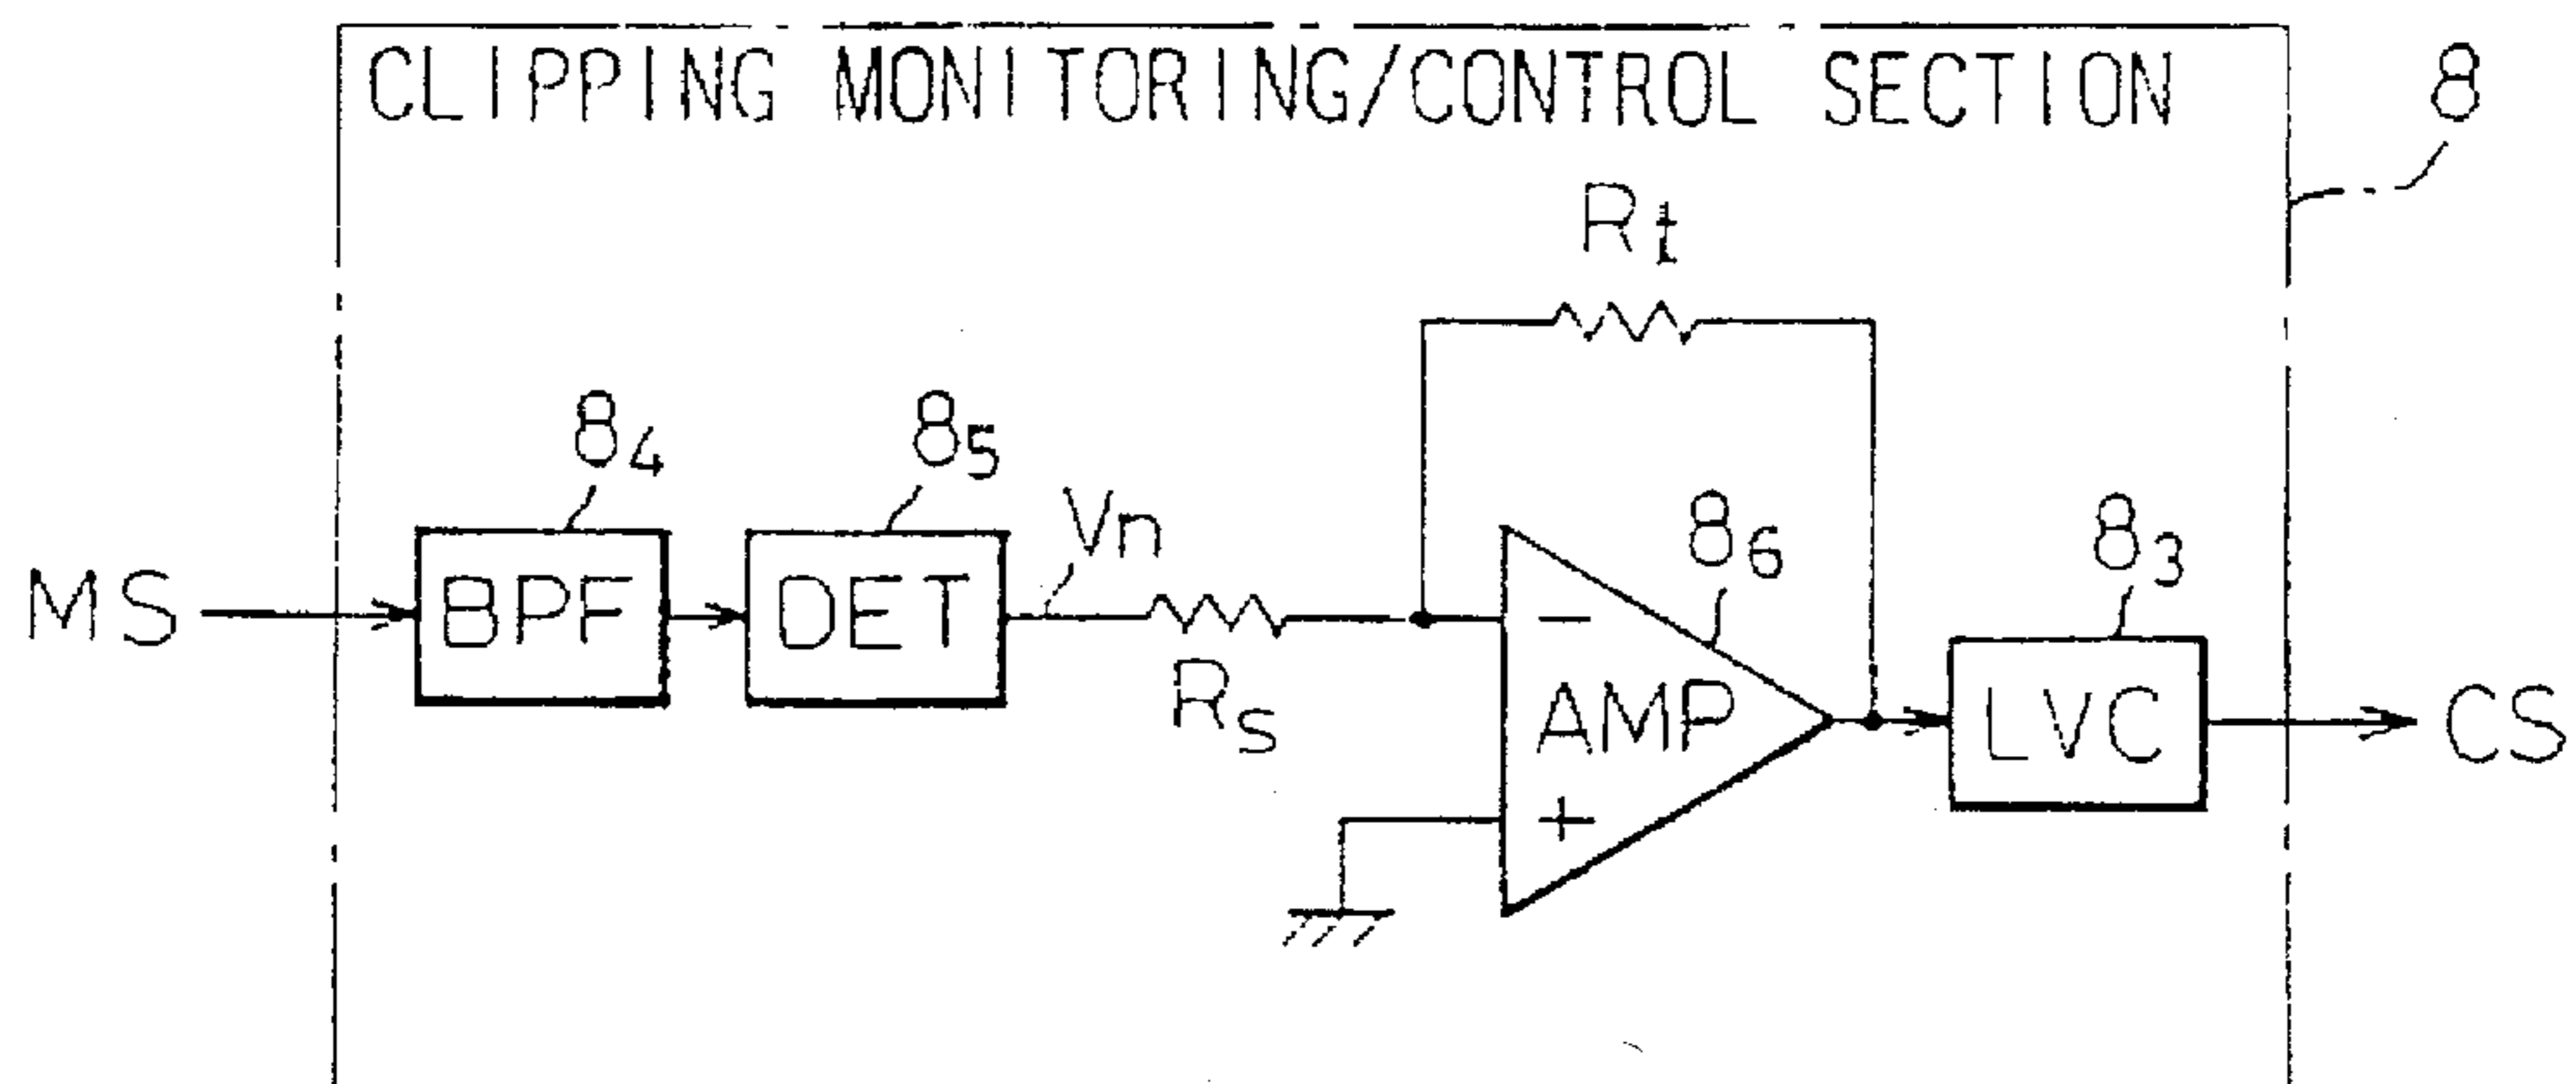 CLIPPING MONITORING/CONTROL SECTION
8
Rt
84
85
Vn
86
83
MS
BPF
DET
Rs
−
AMP
+
LVC
CS